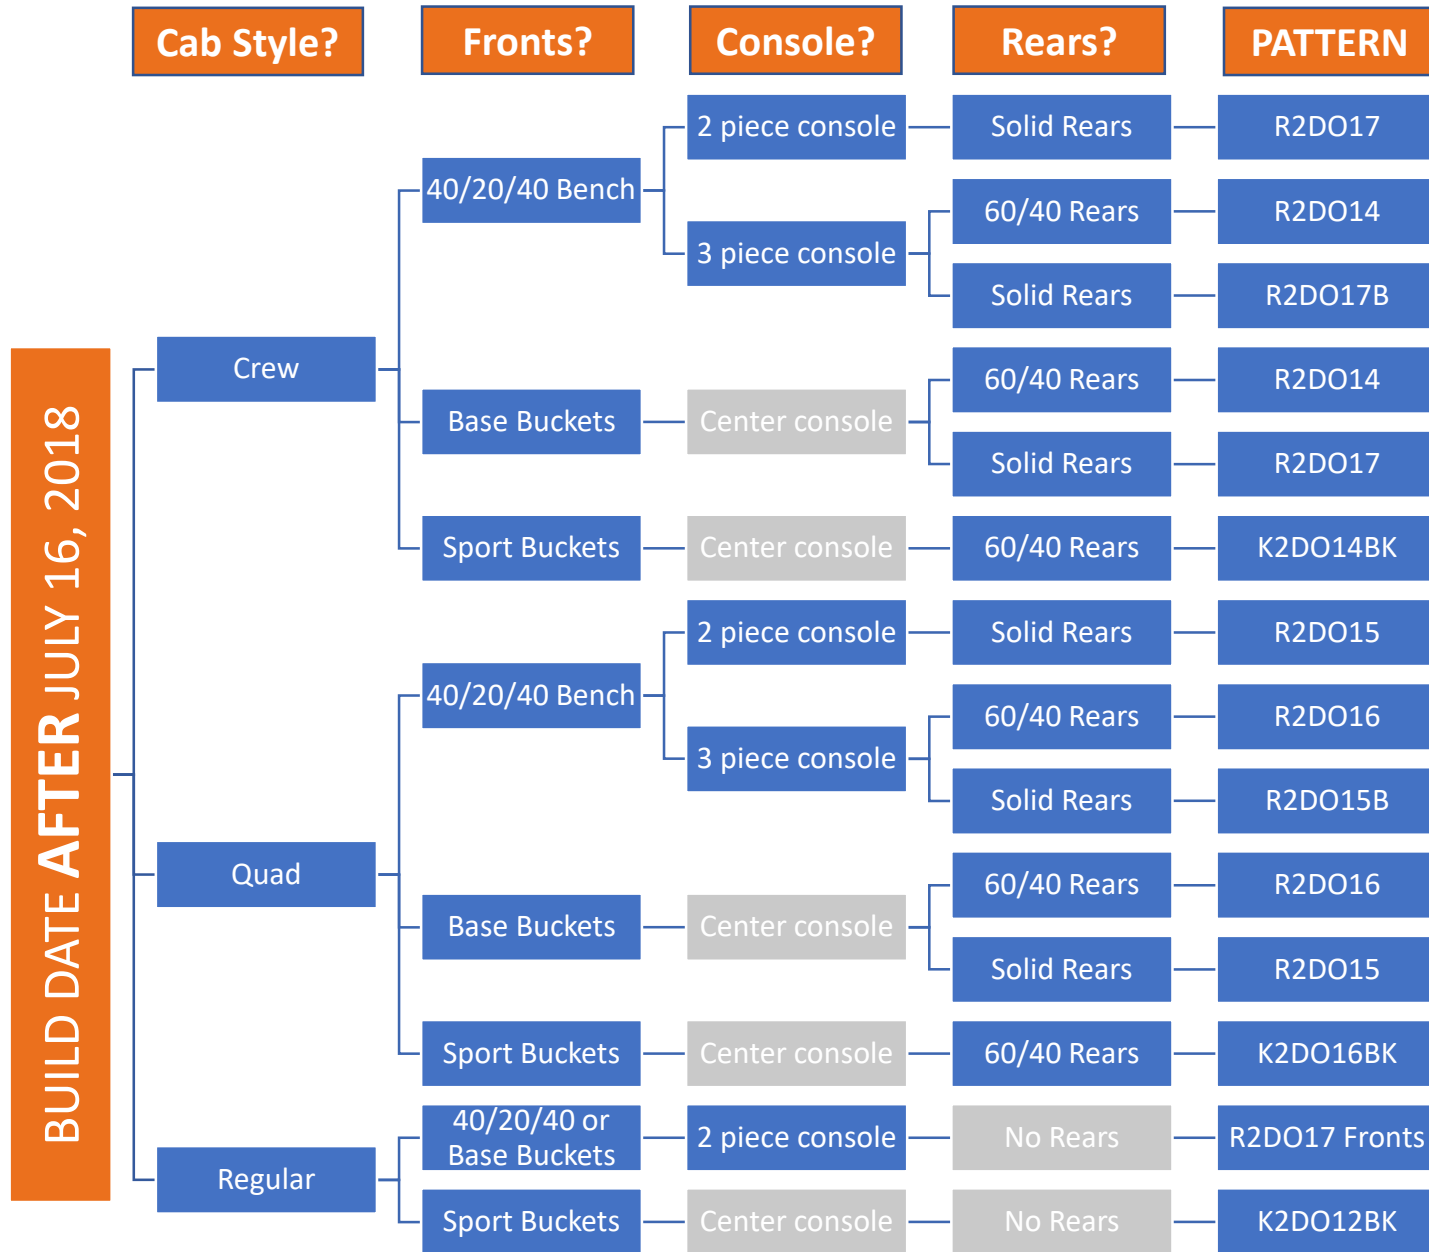 Cab Style?
Fronts?
Console?
Rears?
PATTERN
BUILD DATE AFTER JULY 16, 2018
Crew
40/20/40 Bench
2 piece console
Solid Rears
R2DO17
3 piece console
60/40 Rears
R2DO14
Solid Rears
R2DO17B
Base Buckets
Center console
60/40 Rears
R2DO14
Solid Rears
R2DO17
Sport Buckets
Center console
60/40 Rears
K2DO14BK
Quad
40/20/40 Bench
2 piece console
Solid Rears
R2DO15
3 piece console
60/40 Rears
R2DO16
Solid Rears
R2DO15B
Base Buckets
Center console
60/40 Rears
R2DO16
Solid Rears
R2DO15
Sport Buckets
Center console
60/40 Rears
K2DO16BK
Regular
40/20/40 or
Base Buckets
2 piece console
No Rears
R2DO17 Fronts
Sport Buckets
Center console
No Rears
K2DO12BK